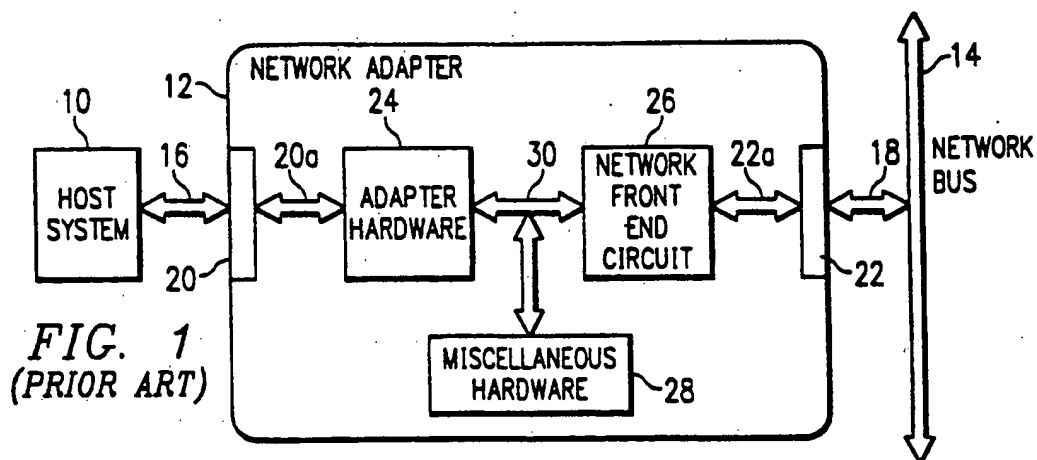 NETWORK ADAPTER
12
14
10
24
26
16
20a
30
22a
18
HOST
SYSTEM
ADAPTER
HARDWARE
NETWORK
FRONT
END
CIRCUIT
NETWORK
BUS
20
22
FIG. 1
(PRIOR ART)
MISCELLANEOUS
HARDWARE
28